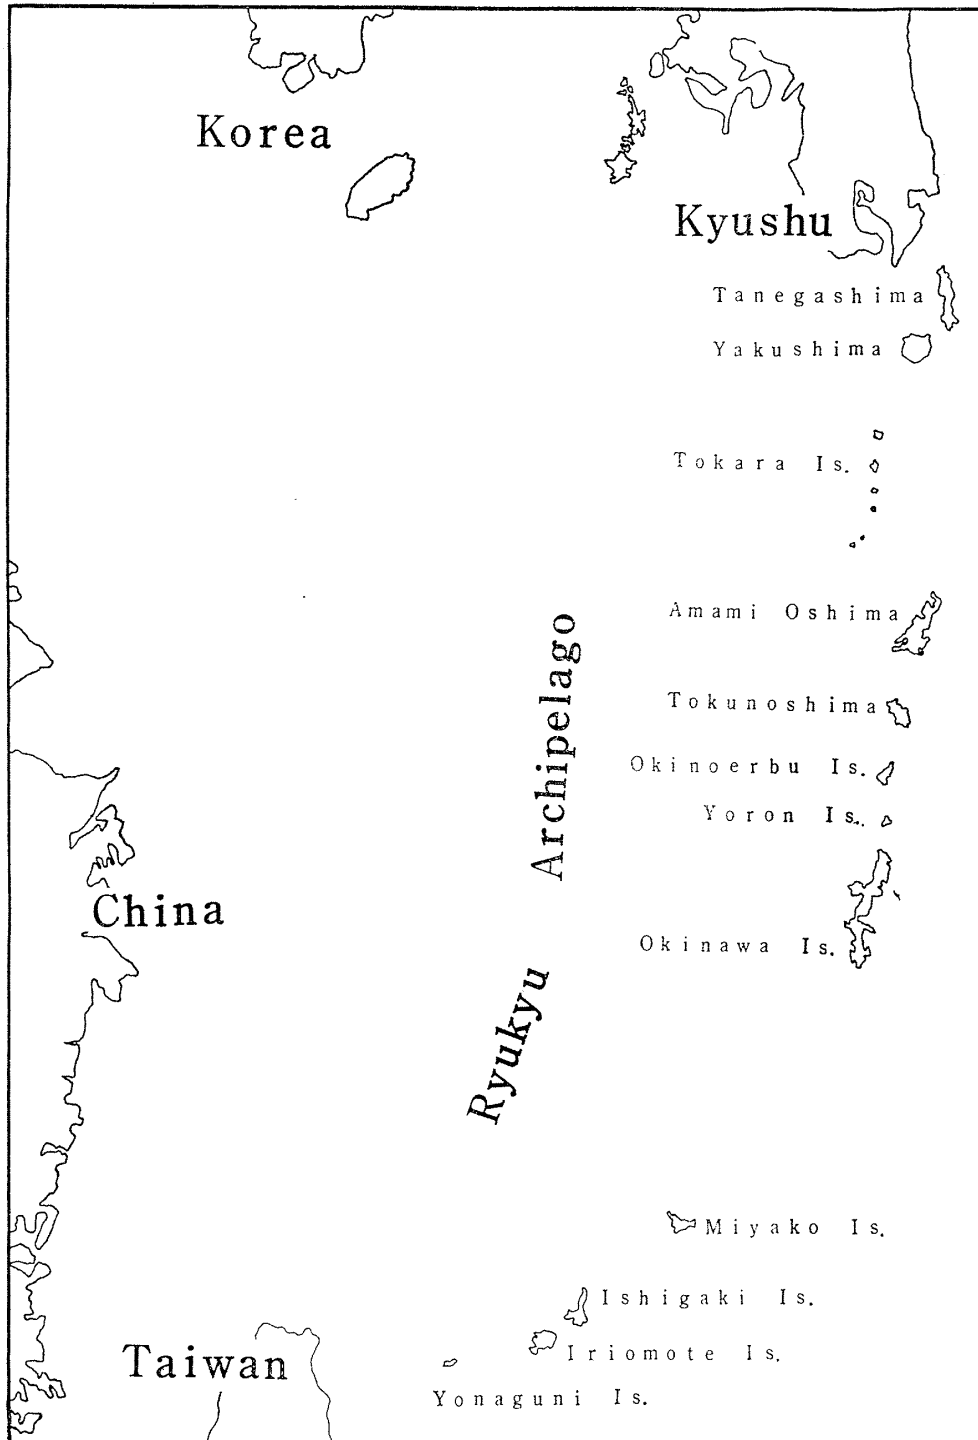 Korea
Kyushu
Tanegashima
Yakushima
Tokara Is.
Amami Oshima
Tokunoshima
Okinoerbu Is.
Yoron Is.
China
Okinawa Is.
Ryukyu Archipelago
Miyako Is.
Ishigaki Is.
Taiwan
Iriomote Is.
Yonaguni Is.